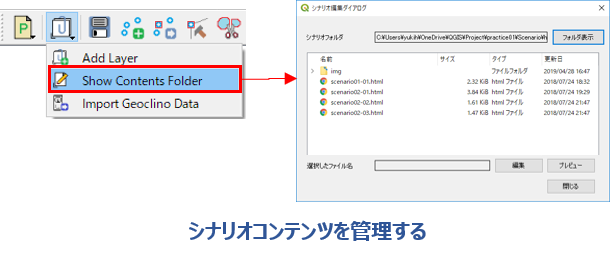 シナリオ編集ダイアログ
P
U
Add Layer
Show Contents Folder
Import Geoclino Data
シナリオフォルダ C:¥Users¥yukih¥OneDrive¥QGIS¥Project¥practice01¥Scenario¥h フォルダ表示
名前 サイズ タイプ 更新日
img ファイルフォルダ 2019/04/28 16:47
scenario01-01.html 2.32 KiB html ファイル 2018/07/24 18:32
scenario02-01.html 3.84 KiB html ファイル 2018/07/24 19:29
scenario02-02.html 1.61 KiB html ファイル 2018/07/24 21:47
scenario02-03.html 1.47 KiB html ファイル 2018/07/24 21:47
選択したファイル名 編集 プレビュー
閉じる
シナリオコンテンツを管理する